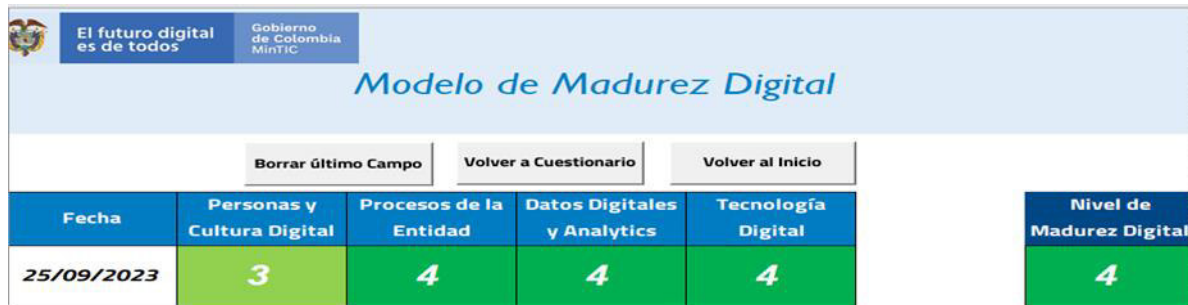 El futuro digital
es de todos
Gobierno
de Colombia
MinTIC
Modelo de Madurez Digital
Borrar último Campo
Volver a Cuestionario
Volver al Inicio
Fecha
Personas y
Cultura Digital
Procesos de la
Entidad
Datos Digitales
y Analytics
Tecnología
Digital
Nivel de
Madurez Digital
25/09/2023
3
4
4
4
4